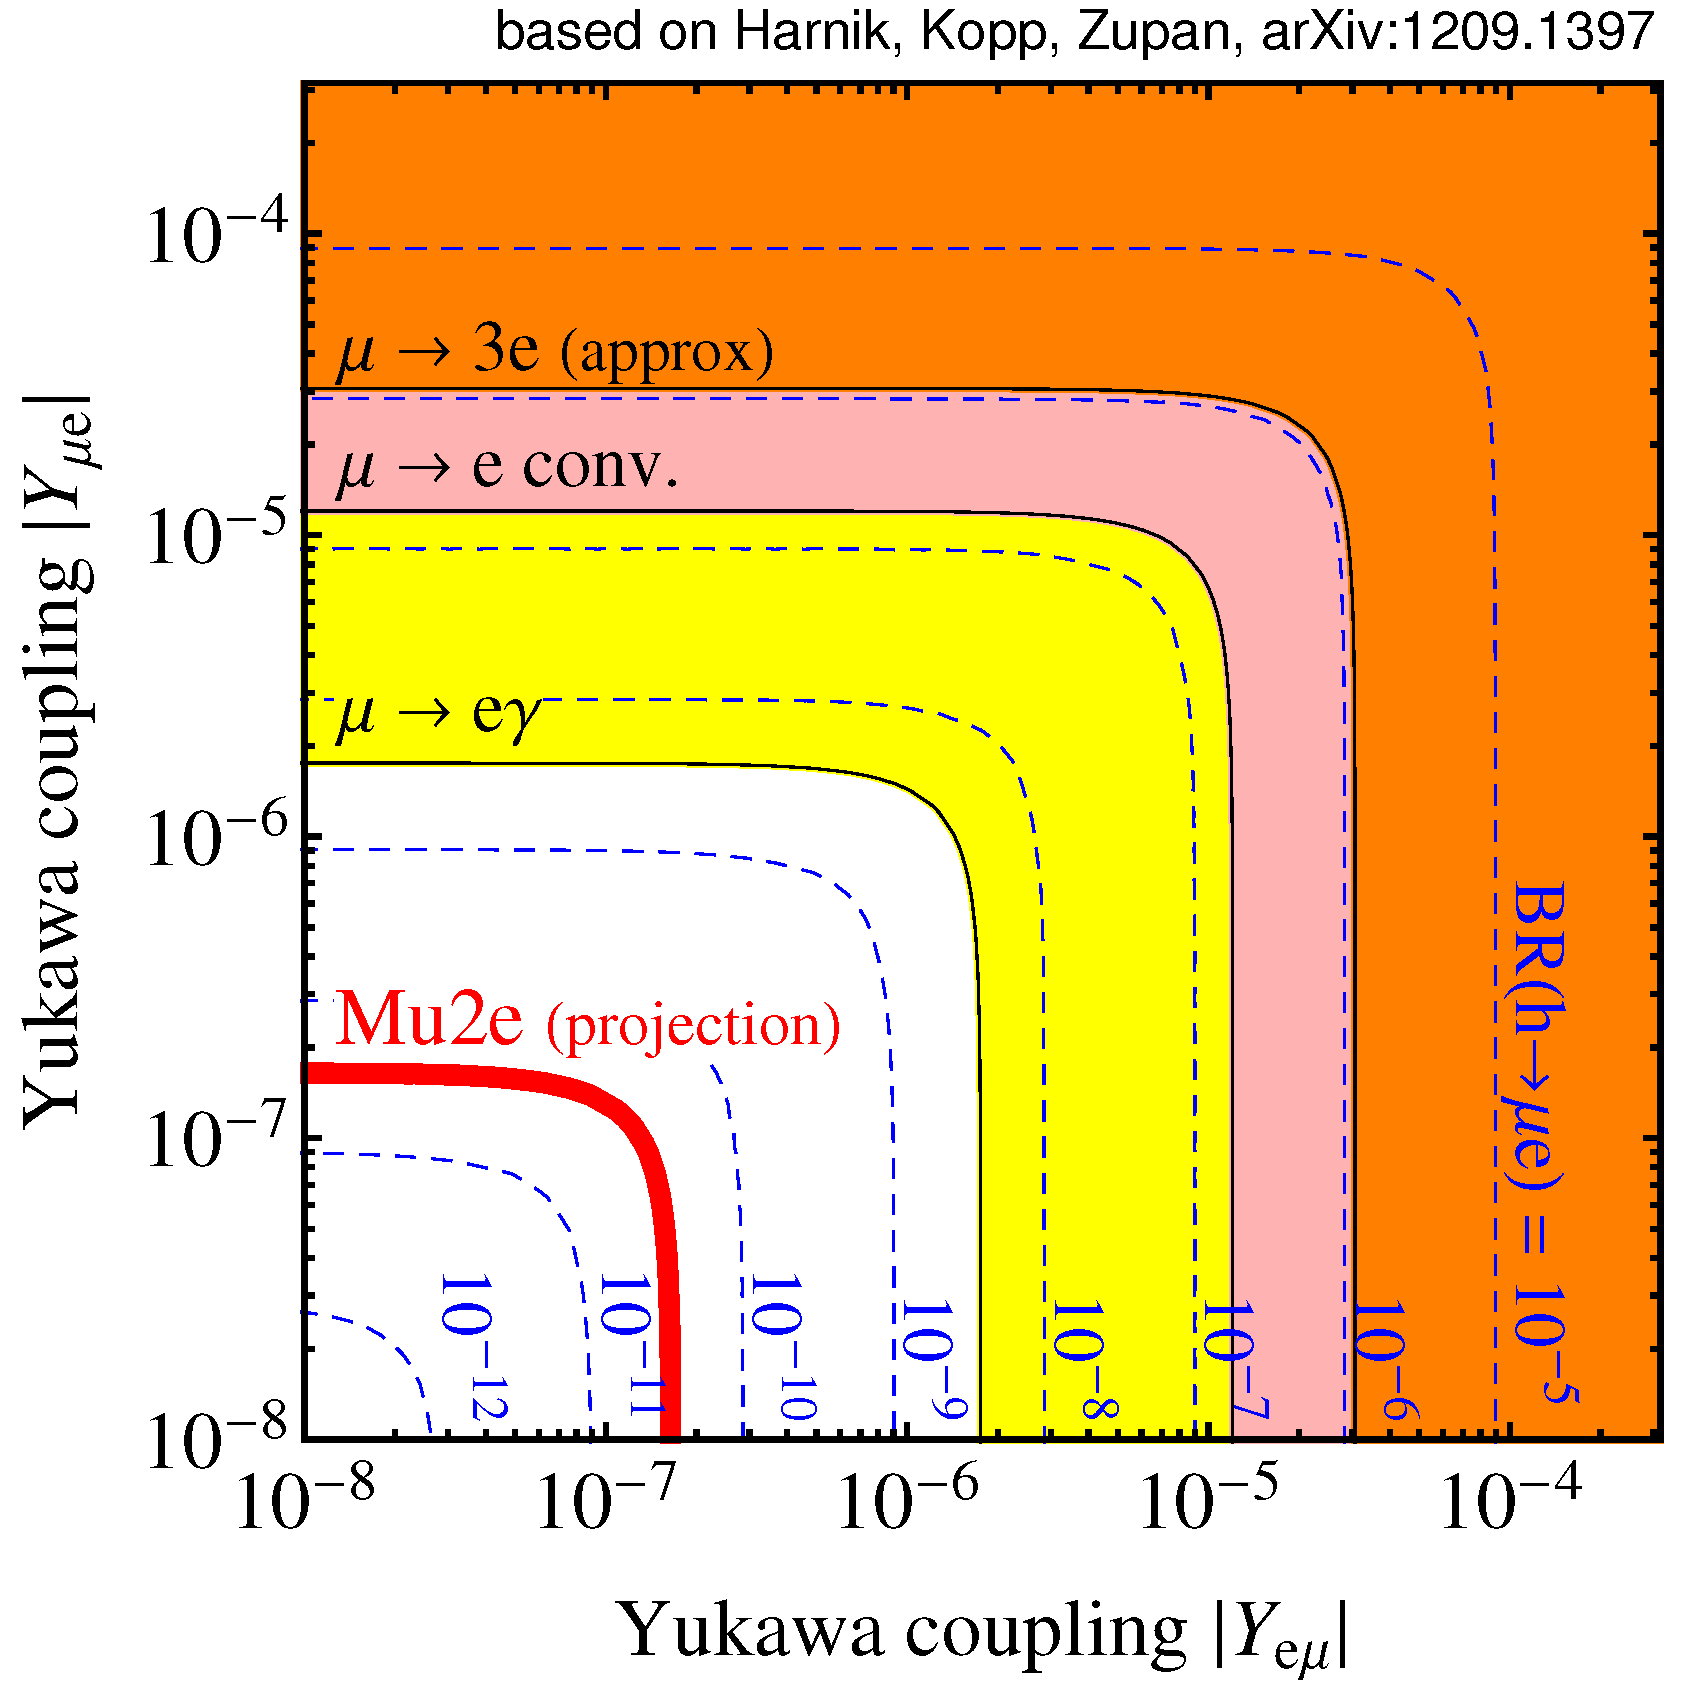 based on Harnik, Kopp, Zupan, arXiv:1209.1397
Yukawa coupling |Y_μe|
10⁻⁴
10⁻⁵
10⁻⁶
10⁻⁷
10⁻⁸
μ → 3e (approx)
μ → e conv.
μ → eγ
Mu2e (projection)
10⁻¹²
10⁻¹¹
10⁻¹⁰
10⁻⁹
10⁻⁸
10⁻⁷
10⁻⁶
BR(h→μe) = 10⁻⁵
10⁻⁸ 10⁻⁷ 10⁻⁶ 10⁻⁵ 10⁻⁴
Yukawa coupling |Y_eμ|